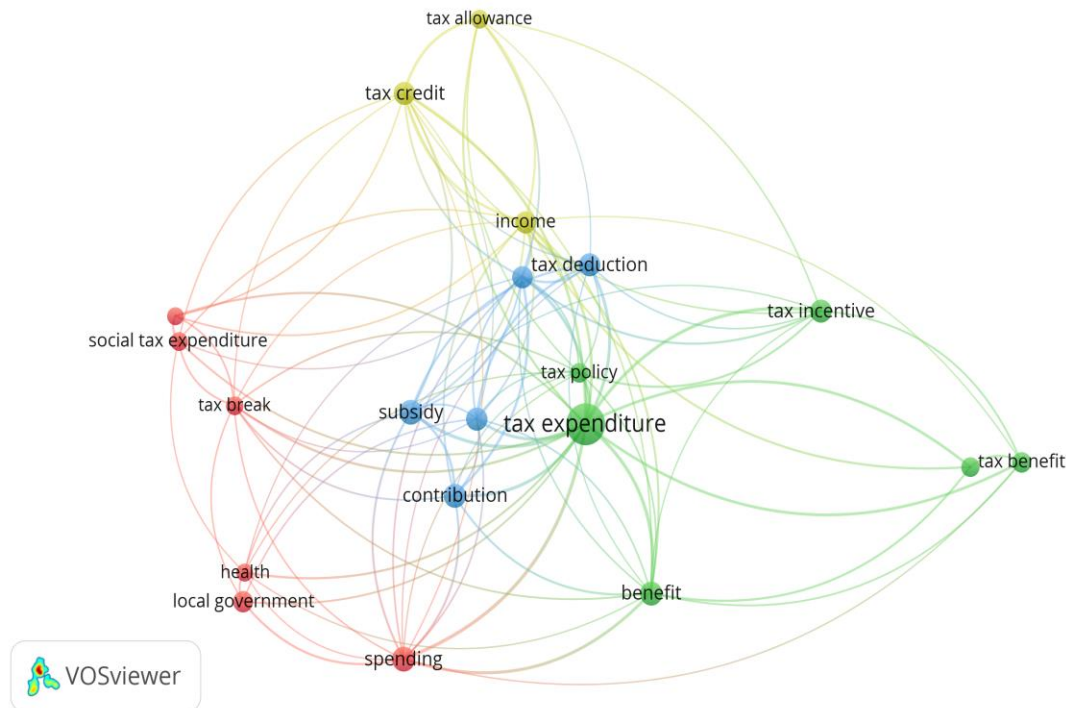 tax allowance
tax credit
income
tax deduction
tax incentive
social tax expenditure
tax policy
tax break
subsidy
tax expenditure
tax benefit
contribution
health
benefit
local government
spending
VOSviewer